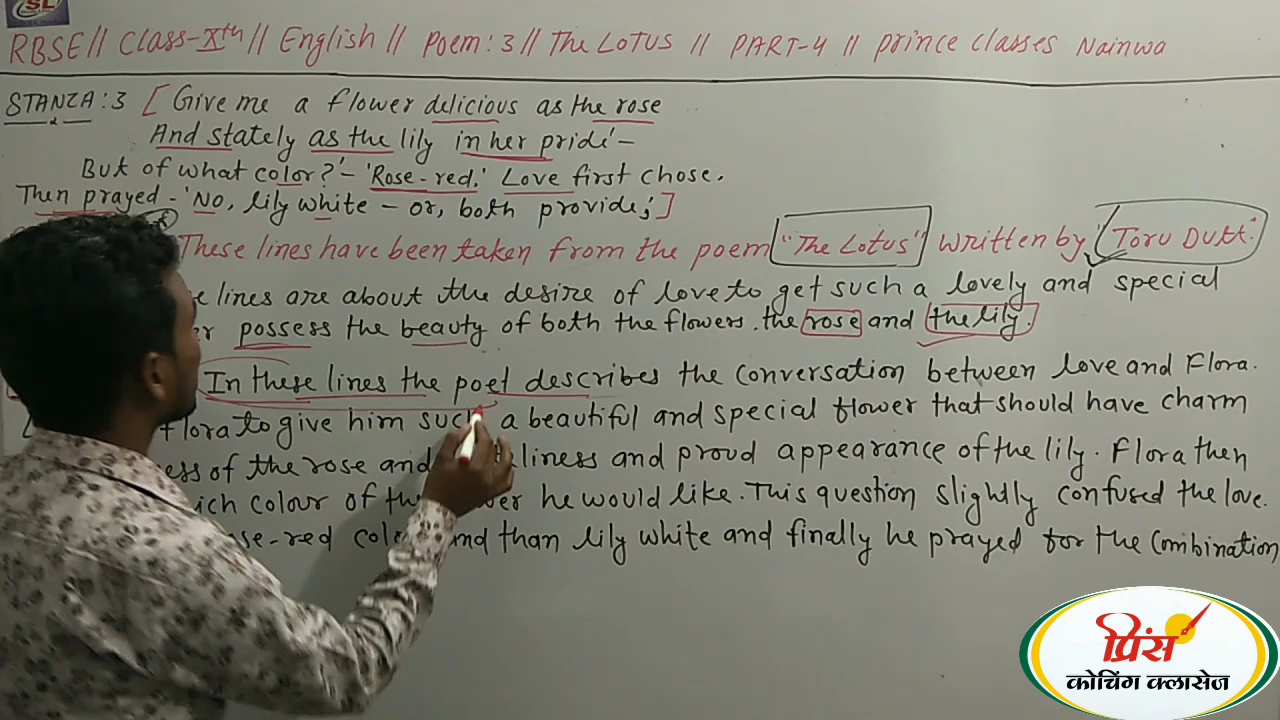 SL
RBSE // Class-Xth // English // Poem: 3 // The LOTUS // PART-4 // Prince Classes Nainwa
STANZA: 3 [ Give me a flower delicious as the rose
And stately as the lily in her pride'-
But of what color?'- 'Rose-red.' Love first chose.
Then prayed - 'No, lily white - or, both provide;' ]
These lines have been taken from the poem "The Lotus" written by Toru Dutt.
lines are about the desire of love to get such a lovely and special
possess the beauty of both the flowers. the rose and the lily.
In these lines the poet describes the conversation between love and Flora.
flora to give him such a beautiful and special flower that should have charm
of the rose and liness and proud appearance of the lily. Flora then
colour of the he would like. This question slightly confused the love.
-red and than lily white and finally he prayed for the combination
प्रिंस
कोचिंग क्लासेज